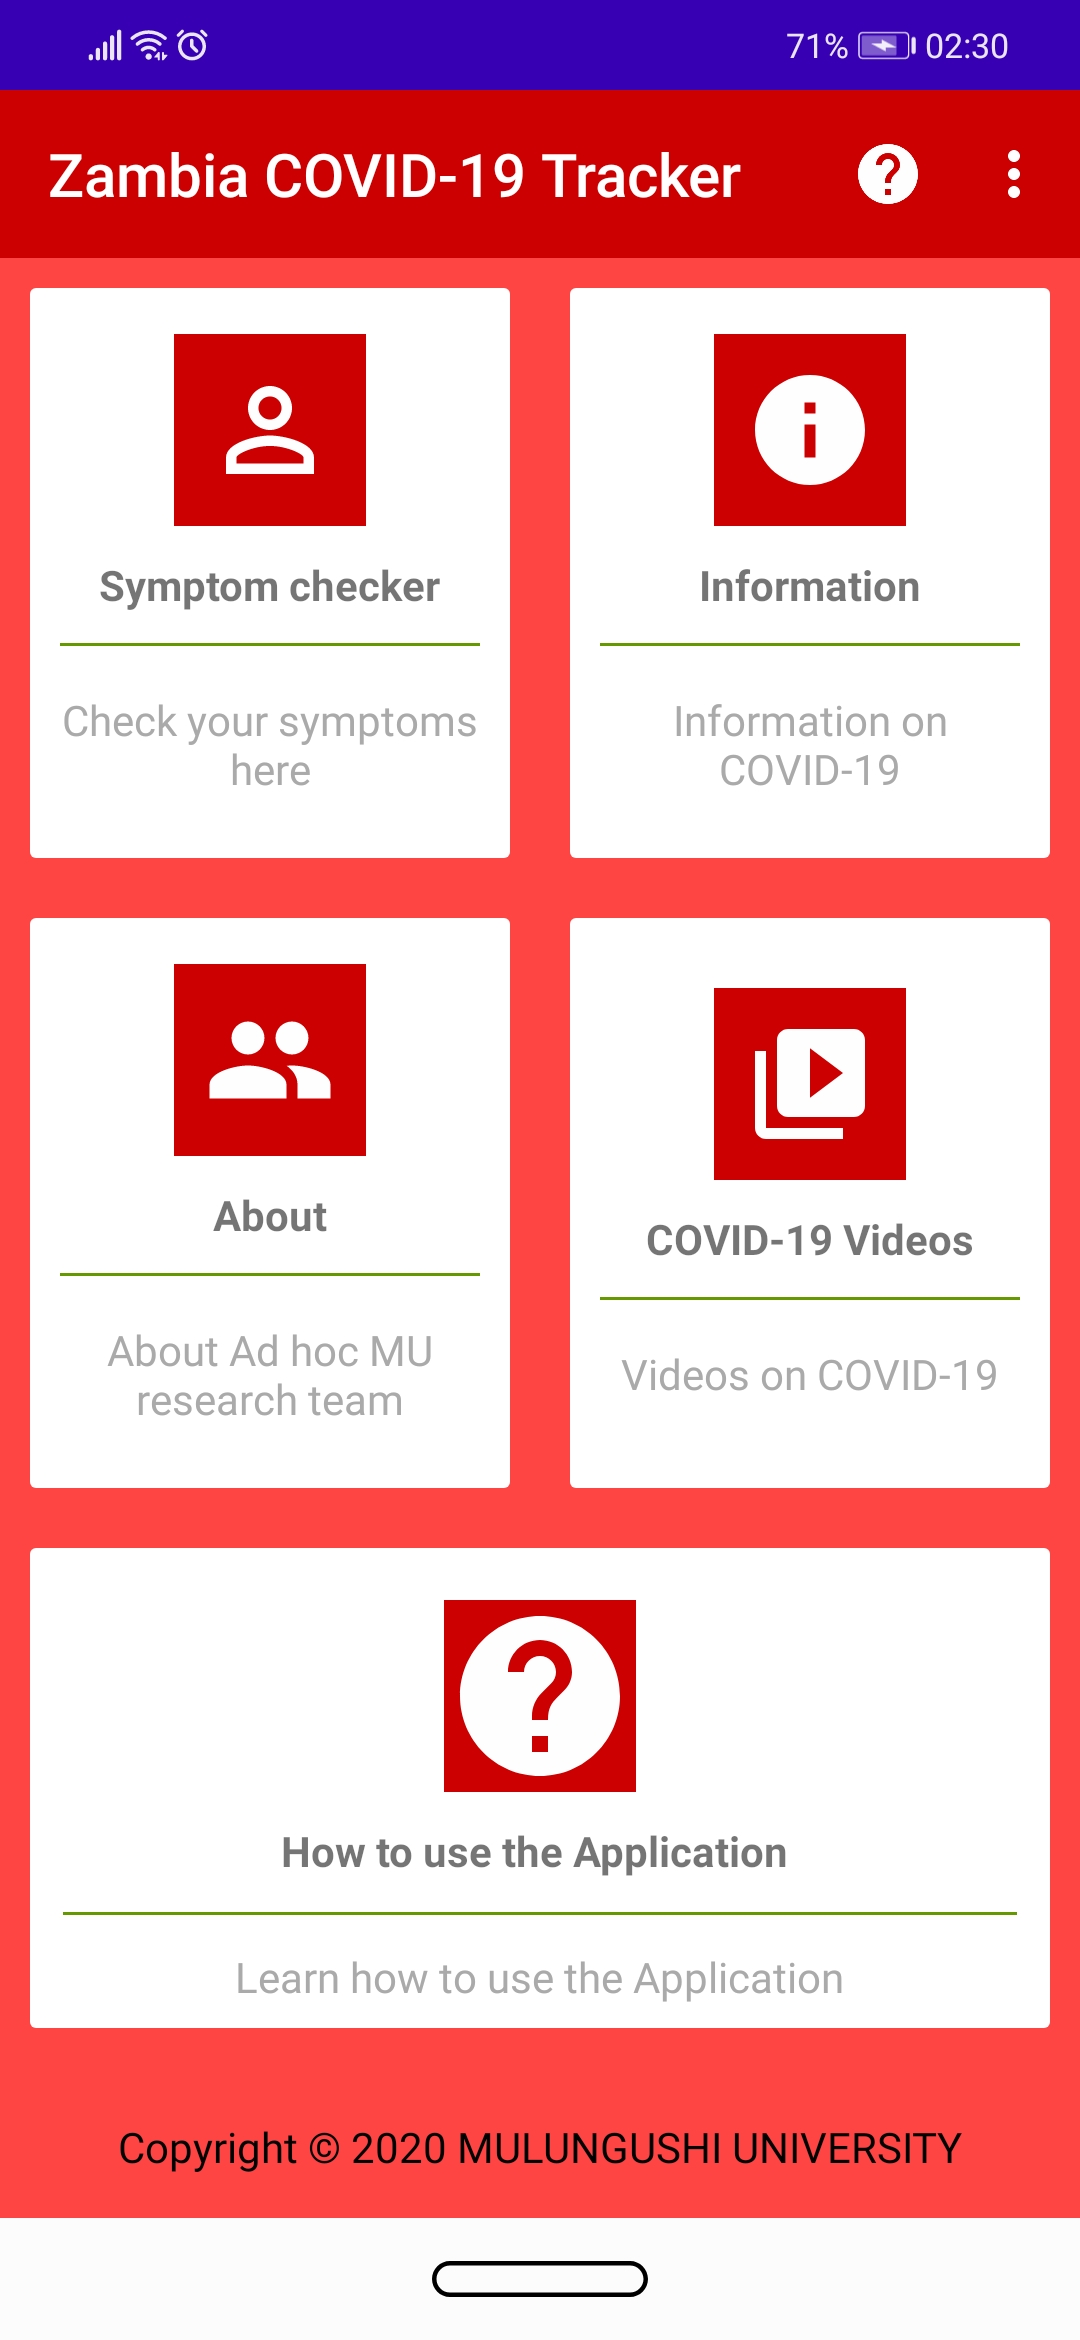 71% 02:30
Zambia COVID-19 Tracker
Symptom checker
Check your symptoms
here
Information
Information on
COVID-19
About
About Ad hoc MU
research team
COVID-19 Videos
Videos on COVID-19
How to use the Application
Learn how to use the Application
Copyright © 2020 MULUNGUSHI UNIVERSITY